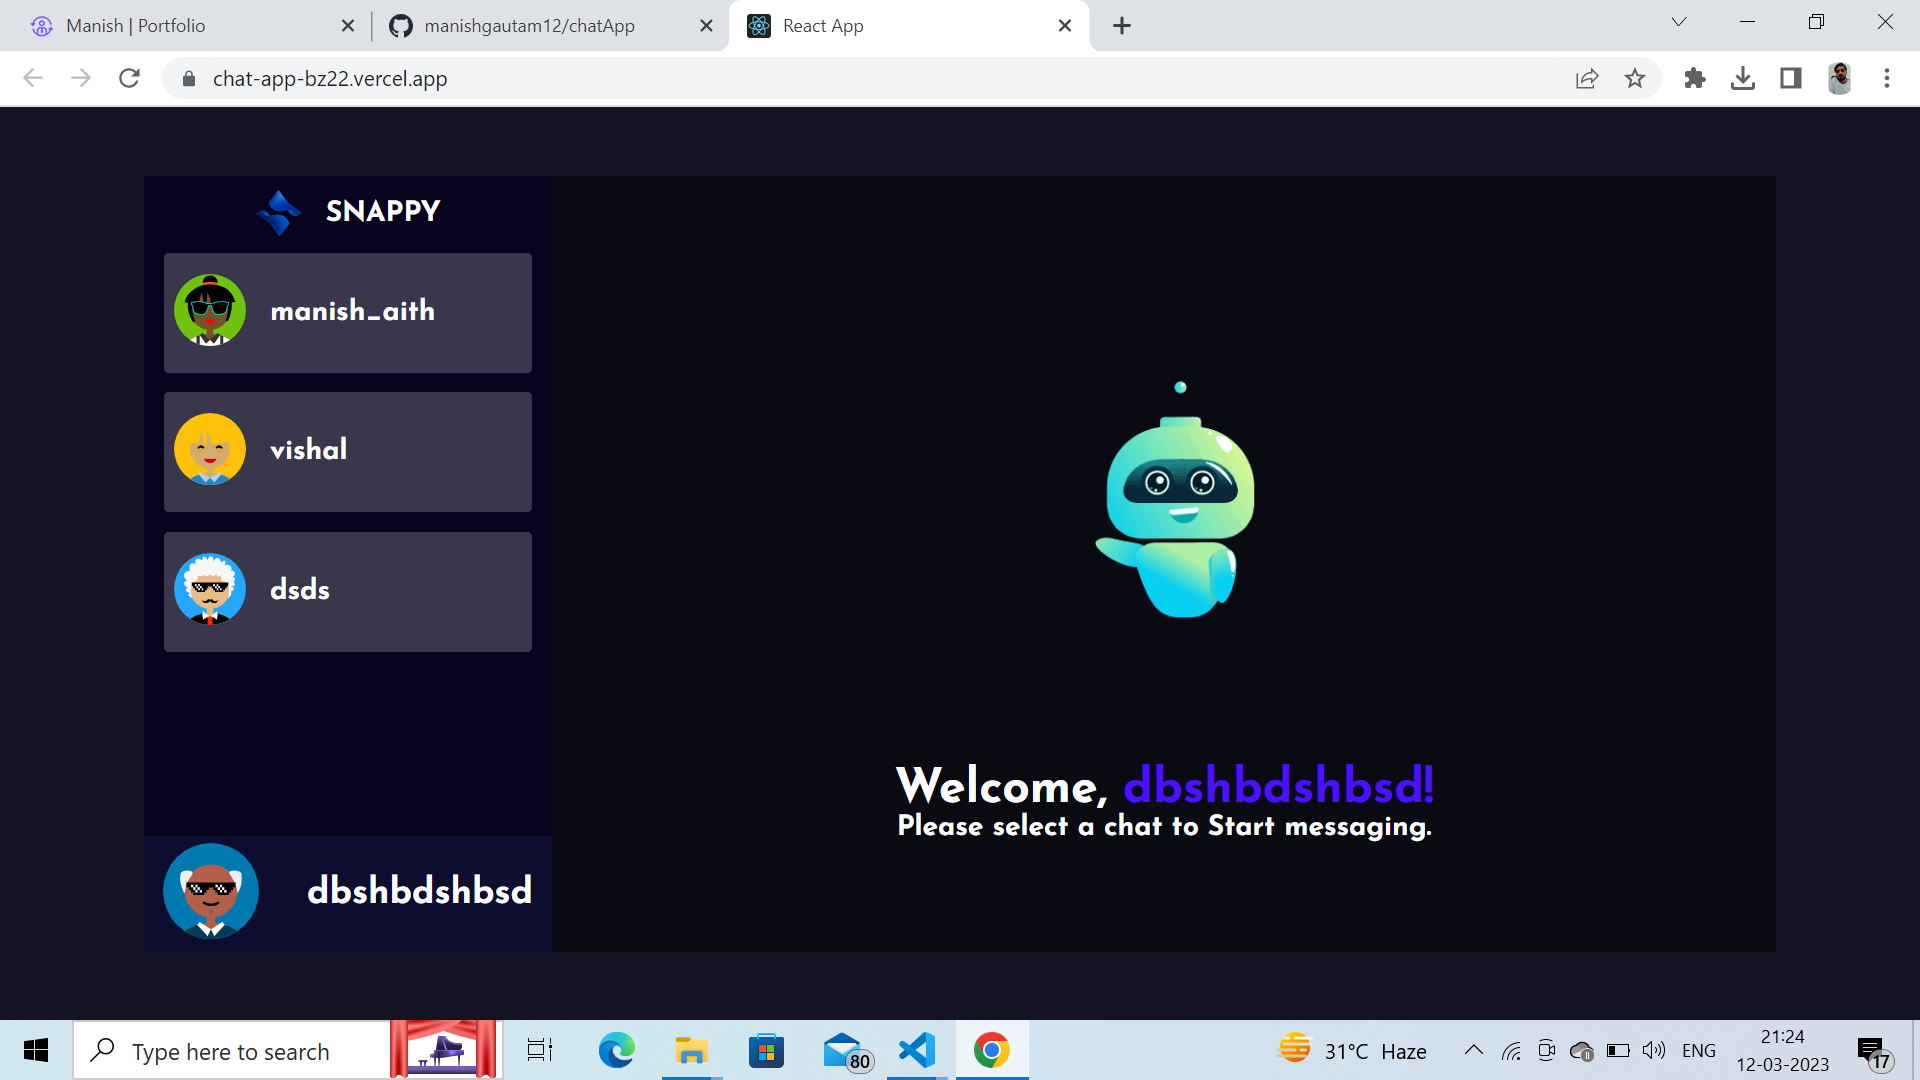 Manish | Portfolio
manishgautam12/chatApp
React App
chat-app-bz22.vercel.app
SNAPPY
manish_aith
vishal
dsds
dbshbdshbsd
Welcome, dbshbdshbsd!
Please select a chat to Start messaging.
Type here to search
80
31°C Haze
ENG
21:24
12-03-2023
17